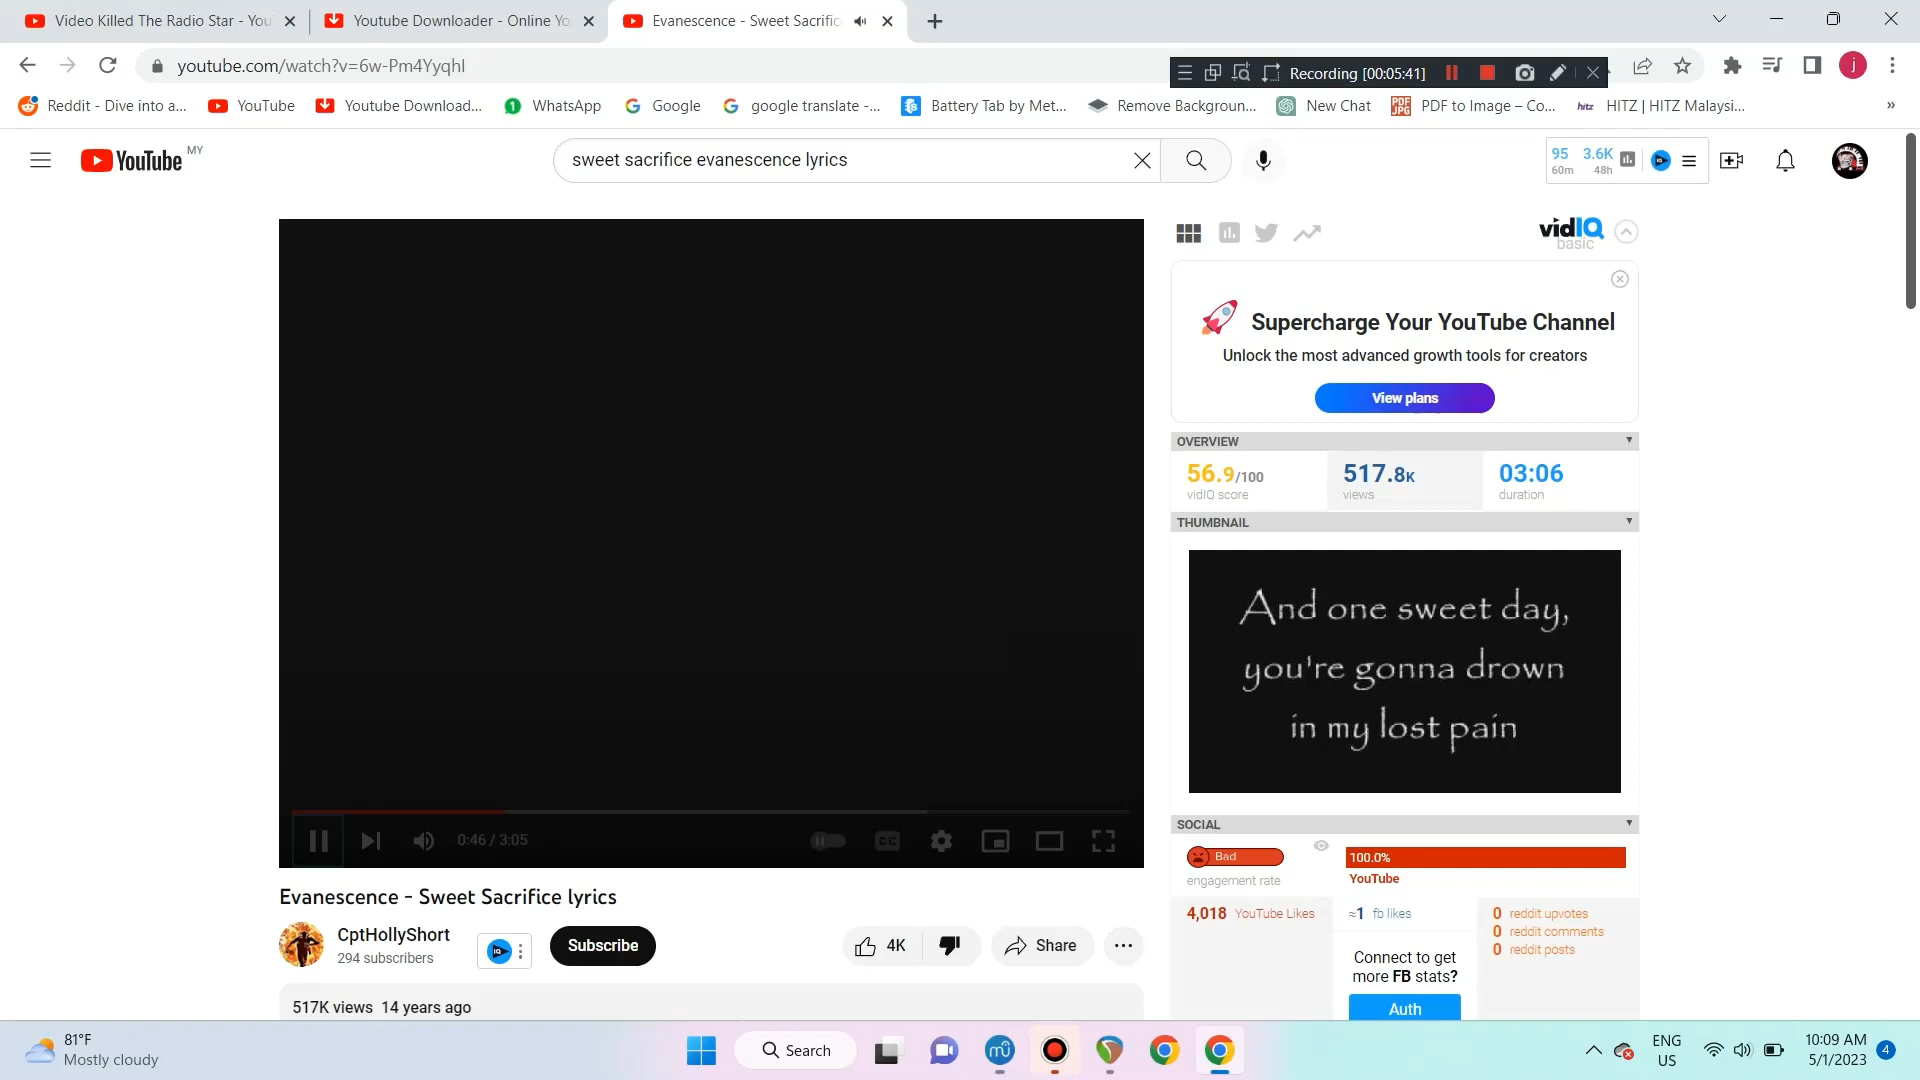 Video Killed The Radio Star - You
Youtube Downloader - Online Yo
Evanescence - Sweet Sacrific
youtube.com/watch?v=6w-Pm4YyqhI
Recording [00:05:41]
j
Reddit - Dive into a...
YouTube
Youtube Download...
WhatsApp
Google
google translate -...
Battery Tab by Met...
Remove Backgroun...
New Chat
PDF to Image – Co...
HITZ | HITZ Malaysi...
YouTube MY
sweet sacrifice evanescence lyrics
95 3.6K
60m 48h
vidIQ
basic
Supercharge Your YouTube Channel
Unlock the most advanced growth tools for creators
View plans
OVERVIEW
56.9/100 517.8K 03:06
vidIQ score views duration
THUMBNAIL
And one sweet day,
you're gonna drown
in my lost pain
0:46 / 3:05
SOCIAL
Bad
engagement rate
100.0%
YouTube
4,018 YouTube Likes
≈1 fb likes
0 reddit upvotes
0 reddit comments
0 reddit posts
Connect to get
more FB stats?
Auth
Evanescence - Sweet Sacrifice lyrics
CptHollyShort
294 subscribers
Subscribe
4K
Share
517K views 14 years ago
81°F
Mostly cloudy
Search
ENG
US
10:09 AM
5/1/2023
4